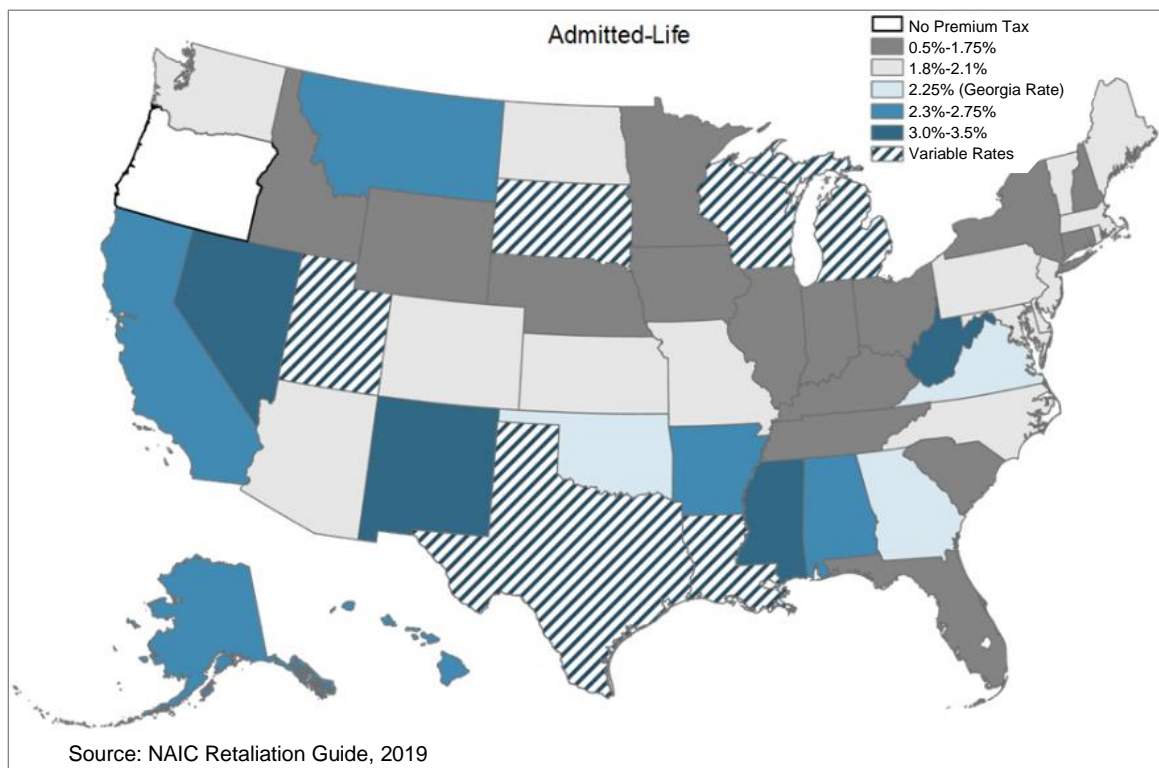 Admitted-Life
No Premium Tax
0.5%-1.75%
1.8%-2.1%
2.25% (Georgia Rate)
2.3%-2.75%
3.0%-3.5%
Variable Rates
Source: NAIC Retaliation Guide, 2019